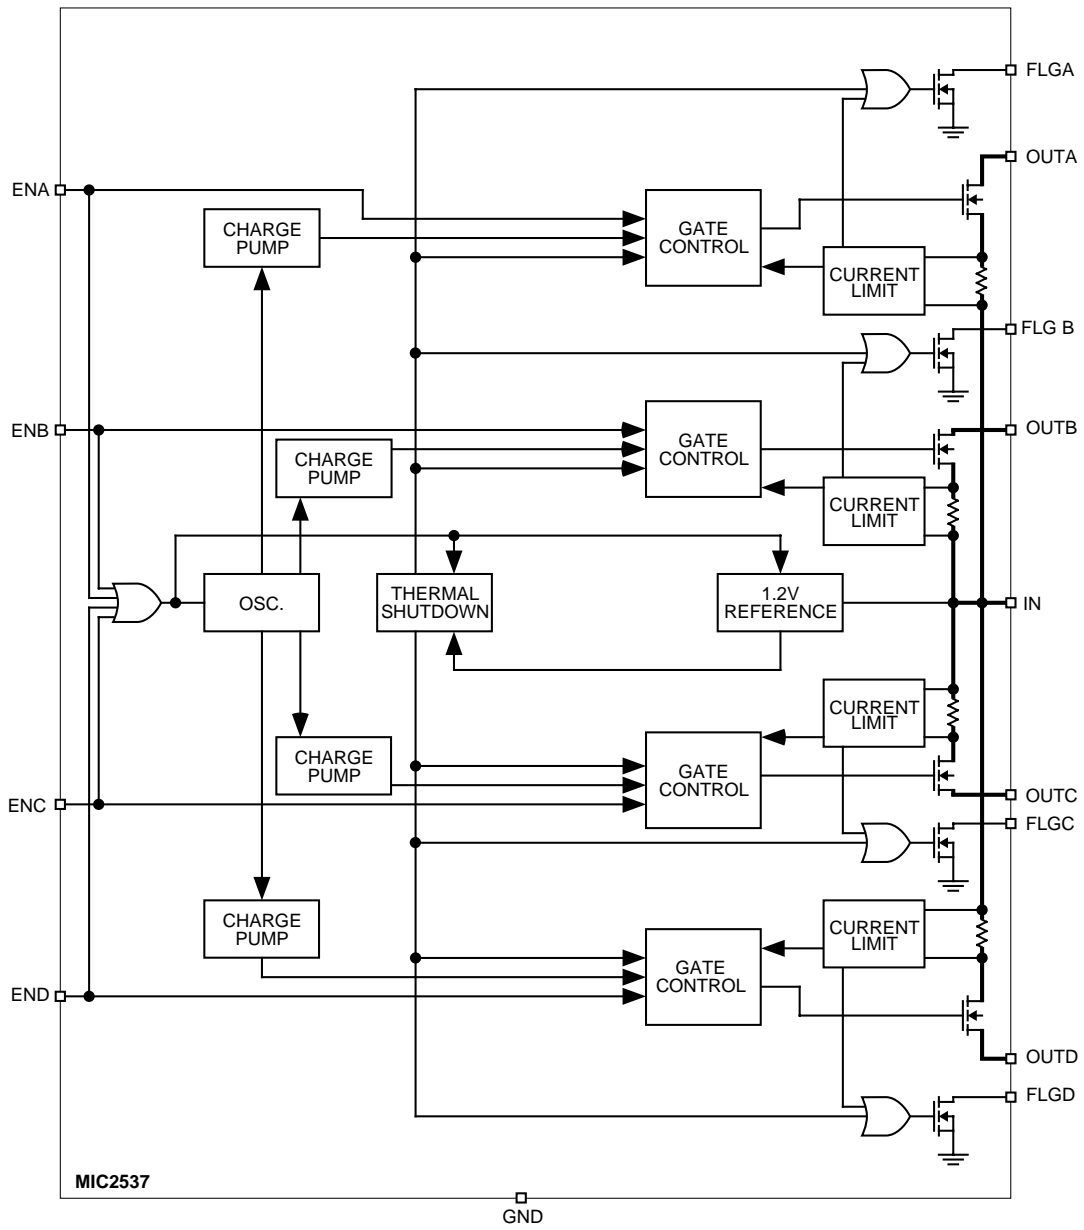 FLGA
OUTA
ENA
CHARGE
PUMP
GATE
CONTROL
CURRENT
LIMIT
FLG B
ENB
OUTB
CHARGE
PUMP
GATE
CONTROL
CURRENT
LIMIT
OSC.
THERMAL
SHUTDOWN
1.2V
REFERENCE
IN
CURRENT
LIMIT
CHARGE
PUMP
GATE
CONTROL
ENC
OUTC
FLGC
CHARGE
PUMP
CURRENT
LIMIT
GATE
CONTROL
END
OUTD
FLGD
MIC2537
GND